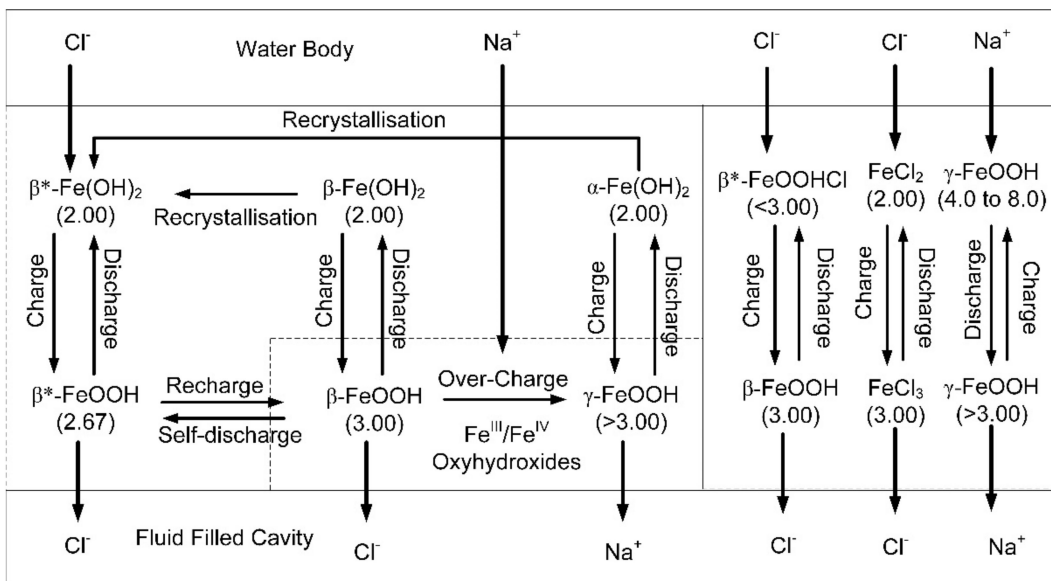 Cl⁻ Na⁺ Cl⁻ Cl⁻ Na⁺
Water Body
Recrystallisation
β*-Fe(OH)₂ β-Fe(OH)₂ α-Fe(OH)₂ β*-FeOOHCl FeCl₂ γ-FeOOH
(2.00) (2.00) (2.00) (<3.00) (2.00) (4.0 to 8.0)
Recrystallisation
Charge Discharge Charge Discharge Charge Discharge Charge Discharge Charge Discharge Discharge Charge
β*-FeOOH Recharge β-FeOOH Over-Charge γ-FeOOH β-FeOOH FeCl₃ γ-FeOOH
(2.67) (3.00) (>3.00) (3.00) (3.00) (>3.00)
Self-discharge
Feᴵᴵᴵ/Feᴵⱽ
Oxyhydroxides
Fluid Filled Cavity
Cl⁻ Cl⁻ Na⁺ Cl⁻ Cl⁻ Na⁺